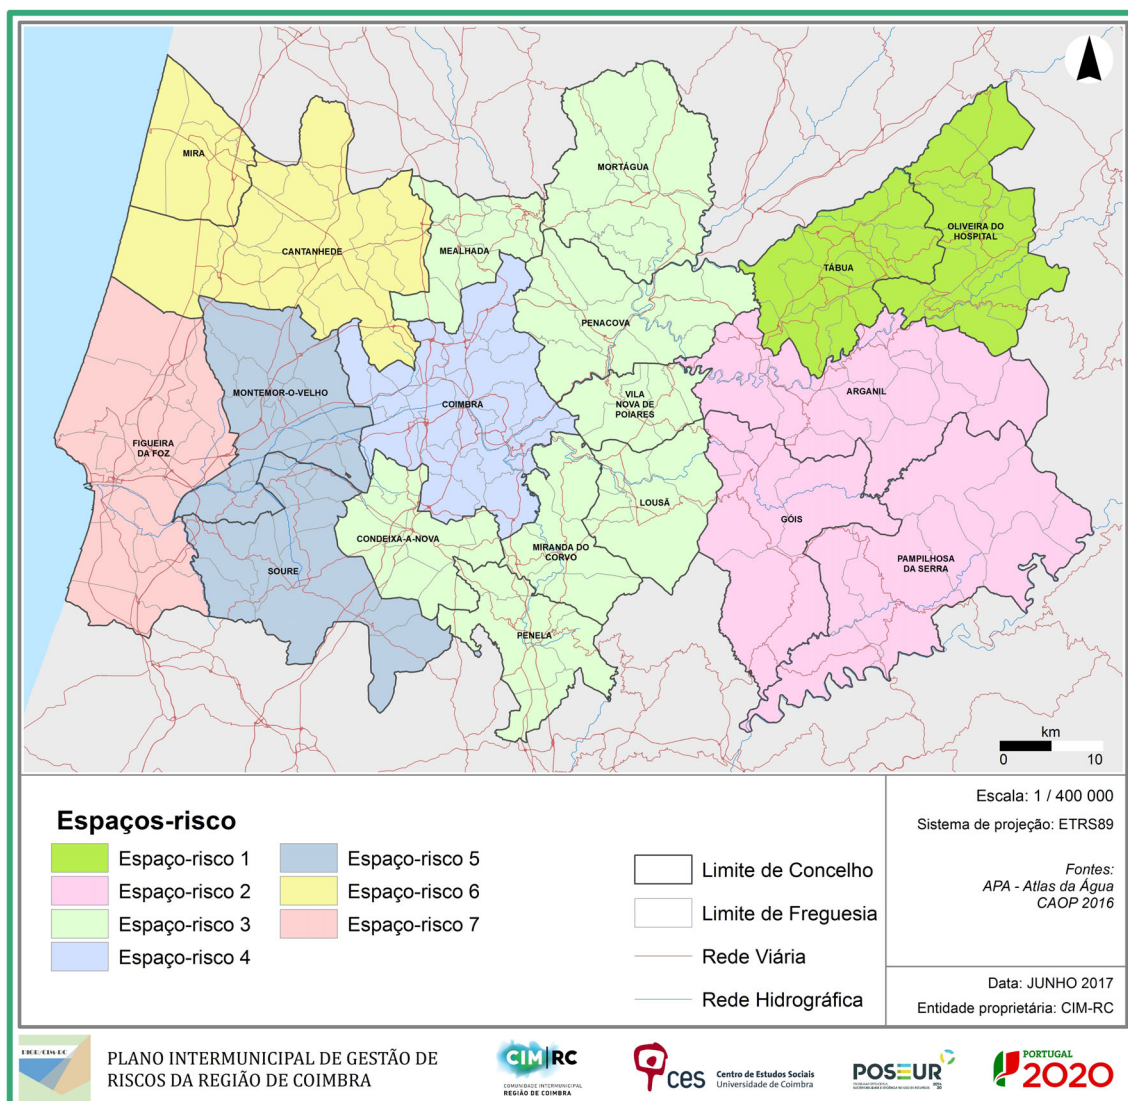 MIRA
MORTÁGUA
CANTANHEDE
MEALHADA
OLIVEIRA DO
HOSPITAL
TÁBUA
PENACOVA
MONTEMOR-O-VELHO
COIMBRA
VILA
NOVA DE
POIARES
ARGANIL
FIGUEIRA
DA FOZ
LOUSÃ
GÓIS
CONDEIXA-A-NOVA
MIRANDA DO
CORVO
PAMPILHOSA
DA SERRA
SOURE
PENELA
km
0 10
Espaços-risco
Espaço-risco 1
Espaço-risco 2
Espaço-risco 3
Espaço-risco 4
Espaço-risco 5
Espaço-risco 6
Espaço-risco 7
Limite de Concelho
Limite de Freguesia
Rede Viária
Rede Hidrográfica
Escala: 1 / 400 000
Sistema de projeção: ETRS89
Fontes:
APA - Atlas da Água
CAOP 2016
Data: JUNHO 2017
Entidade proprietária: CIM-RC
PLANO INTERMUNICIPAL DE GESTÃO DE
RISCOS DA REGIÃO DE COIMBRA
CIM|RC
COMUNIDADE INTERMUNICIPAL
REGIÃO DE COIMBRA
ces
Centro de Estudos Sociais
Universidade de Coimbra
POSEUR
PORTUGAL
2020